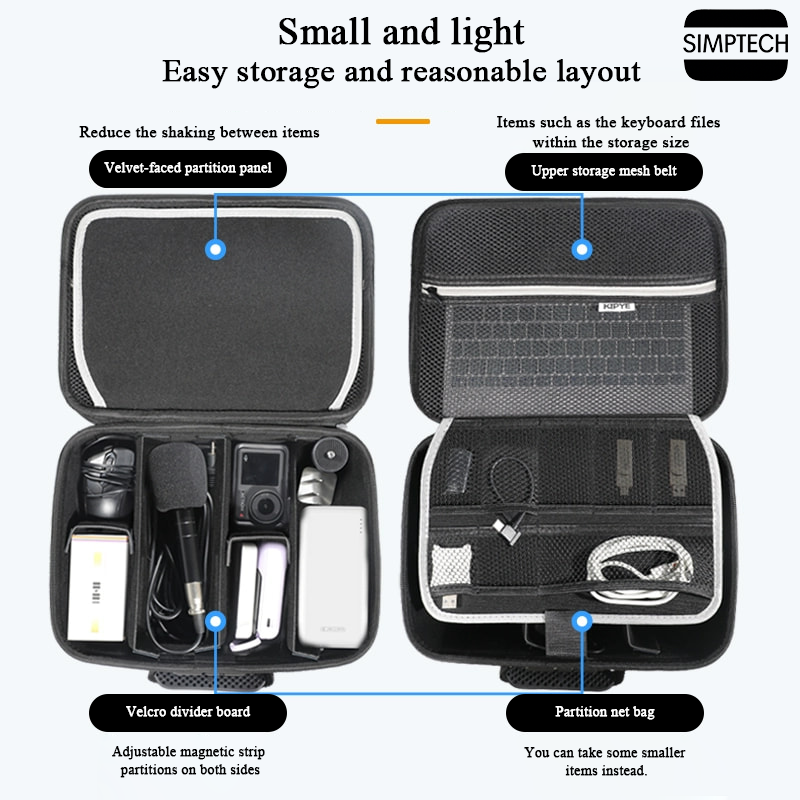 Small and light
Easy storage and reasonable layout
SIMPTECH
Reduce the shaking between items
Velvet-faced partition panel
Items such as the keyboard files
within the storage size
Upper storage mesh belt
KIPYE
Velcro divider board
Adjustable magnetic strip
partitions on both sides
Partition net bag
You can take some smaller
items instead.